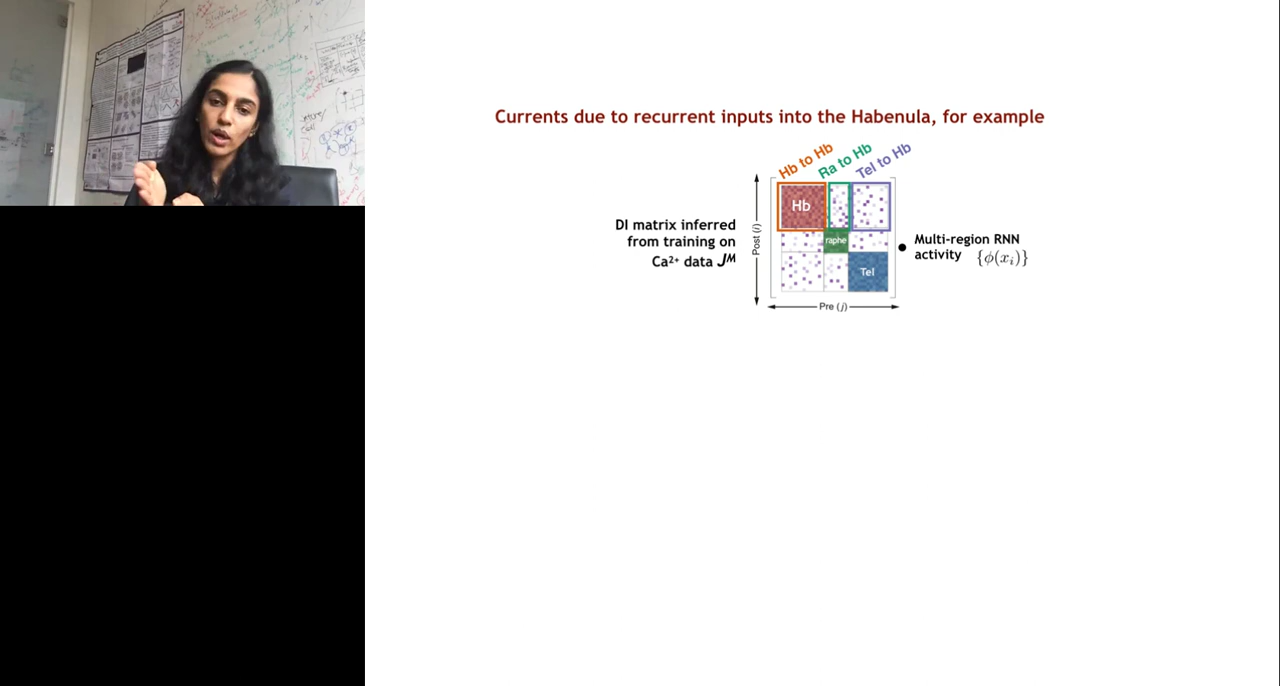 Currents due to recurrent inputs into the Habenula, for example
Hb to Hb
Ra to Hb
Tel to Hb
Hb
raphe
Tel
Post (i)
Pre (j)
DI matrix inferred
from training on
Ca²⁺ data Jᴹ
• Multi-region RNN
activity {ϕ(xᵢ)}